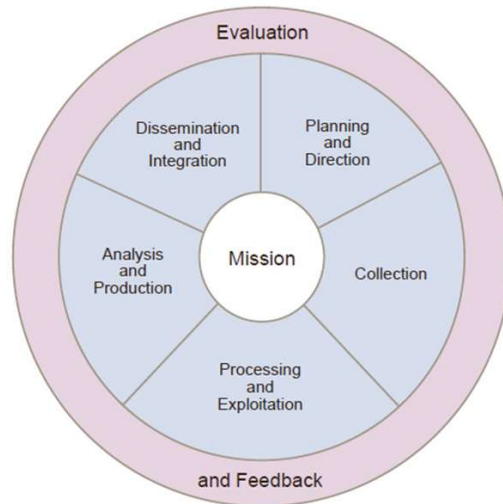 Evaluation
Dissemination
and
Integration
Planning
and
Direction
Analysis
and
Production
Mission
Collection
Processing
and
Exploitation
and Feedback